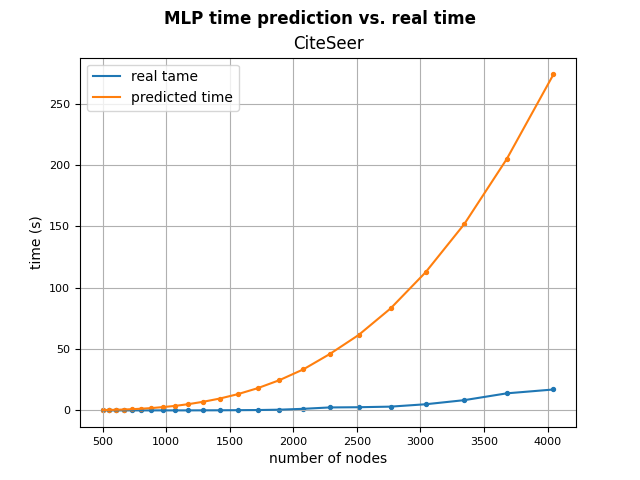 MLP time prediction vs. real time
CiteSeer
real tame
predicted time
time (s)
250
200
150
100
50
0
500
1000
1500
2000
2500
3000
3500
4000
number of nodes